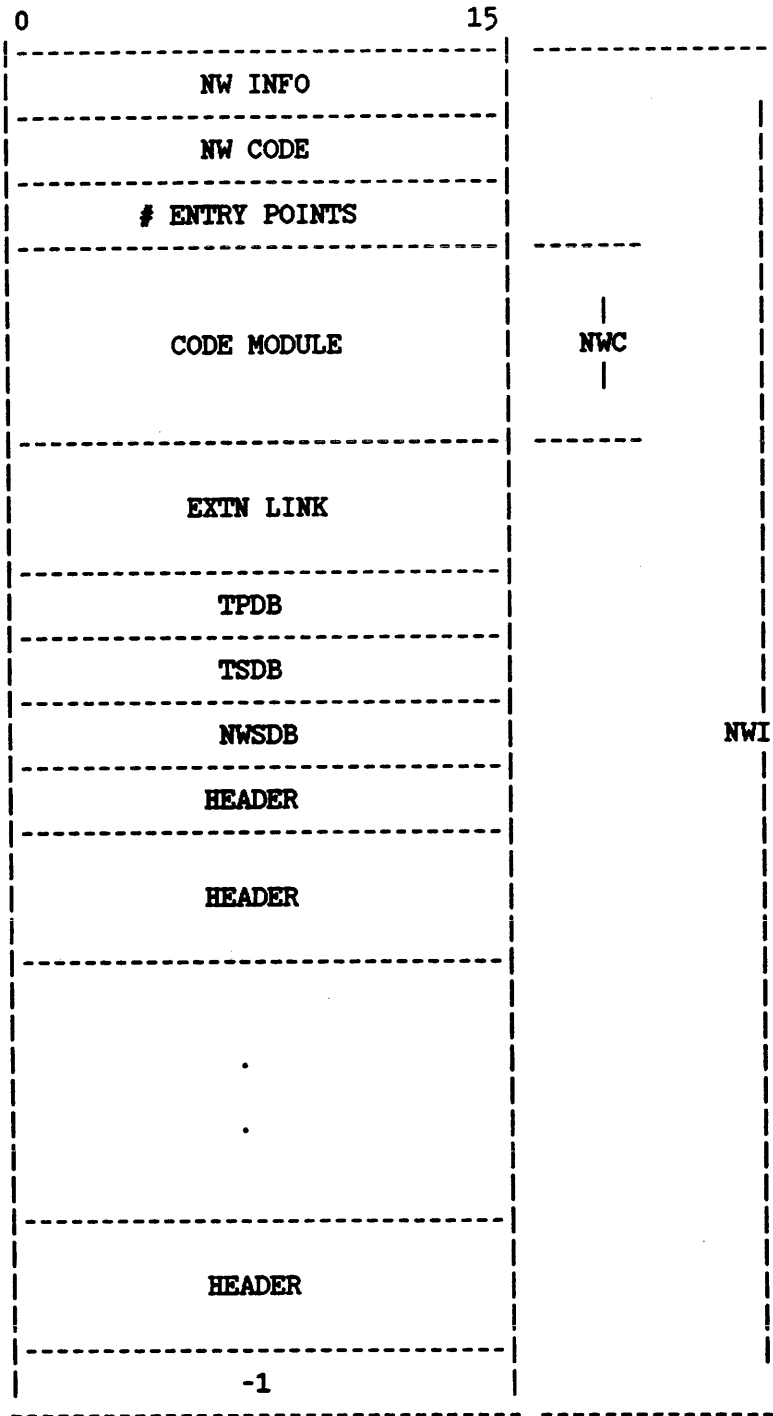 0 15
NW INFO
NW CODE
# ENTRY POINTS
CODE MODULE NWC
EXTN LINK
TPDB
TSDB
NWSDB NWI
HEADER
HEADER
.
.
HEADER
-1